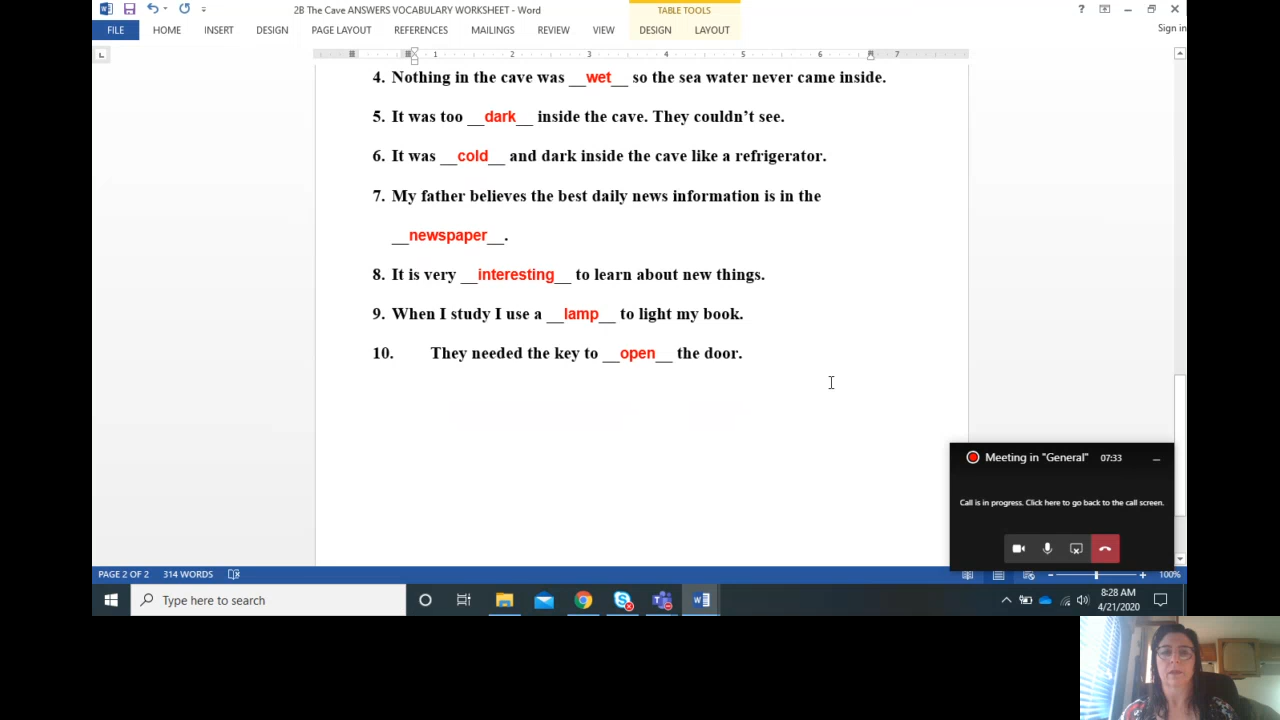 2B The Cave ANSWERS VOCABULARY WORKSHEET - Word
TABLE TOOLS
?
Sign in
FILE HOME INSERT DESIGN PAGE LAYOUT REFERENCES MAILINGS REVIEW VIEW DESIGN LAYOUT
1 2 3 4 5 6 7
4. Nothing in the cave was __wet__ so the sea water never came inside.
5. It was too __dark__ inside the cave. They couldn’t see.
6. It was __cold__ and dark inside the cave like a refrigerator.
7. My father believes the best daily news information is in the
__newspaper__.
8. It is very __interesting__ to learn about new things.
9. When I study I use a __lamp__ to light my book.
10. They needed the key to __open__ the door.
Meeting in "General" 07:33
Call is in progress. Click here to go back to the call screen.
PAGE 2 OF 2 314 WORDS 100%
Type here to search
8:28 AM
4/21/2020